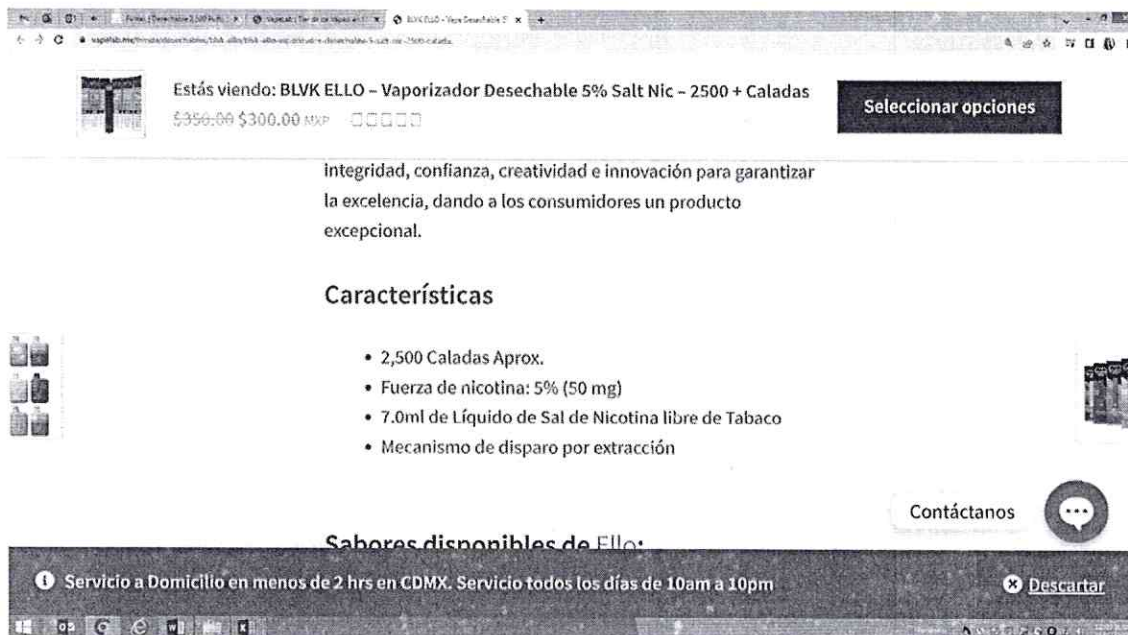 vapelab.mx
Estás viendo: BLVK ELLO – Vaporizador Desechable 5% Salt Nic – 2500 + Caladas
$350.00 $300.00 MXP
Seleccionar opciones
integridad, confianza, creatividad e innovación para garantizar
la excelencia, dando a los consumidores un producto
excepcional.
Características
• 2,500 Caladas Aprox.
• Fuerza de nicotina: 5% (50 mg)
• 7.0ml de Líquido de Sal de Nicotina libre de Tabaco
• Mecanismo de disparo por extracción
Contáctanos
Sabores disponibles de Ello:
Servicio a Domicilio en menos de 2 hrs en CDMX. Servicio todos los días de 10am a 10pm
Descartar